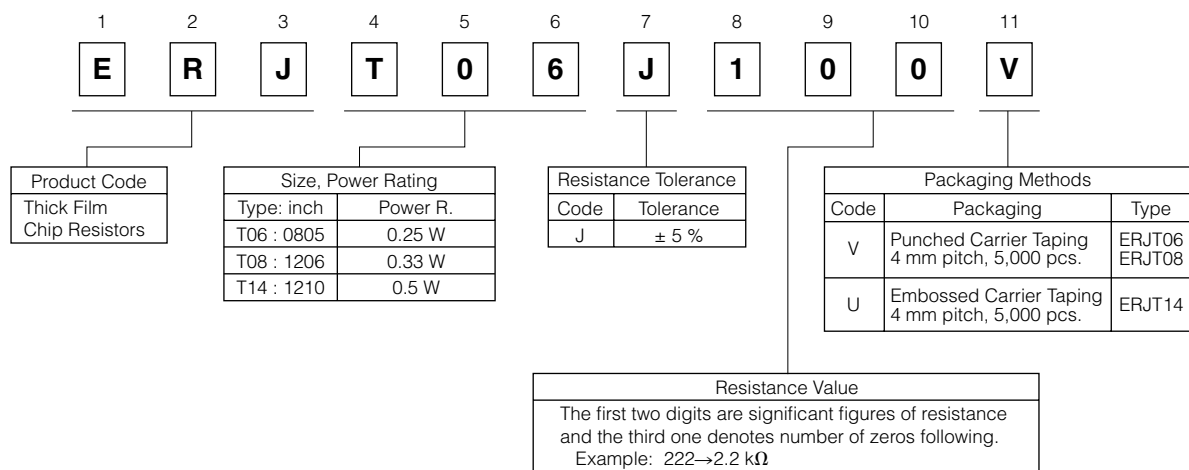 1 2 3 4 5 6 7 8 9 10 11
E R J T 0 6 J 1 0 0 V
Product Code
Thick Film
Chip Resistors
Size, Power Rating
Type: inch Power R.
T06 : 0805 0.25 W
T08 : 1206 0.33 W
T14 : 1210 0.5 W
Resistance Tolerance
Code Tolerance
J ± 5 %
Packaging Methods
Code Packaging Type
V Punched Carrier Taping ERJT06
4 mm pitch, 5,000 pcs. ERJT08
U Embossed Carrier Taping ERJT14
4 mm pitch, 5,000 pcs.
Resistance Value
The first two digits are significant figures of resistance
and the third one denotes number of zeros following.
Example: 222→2.2 kΩ